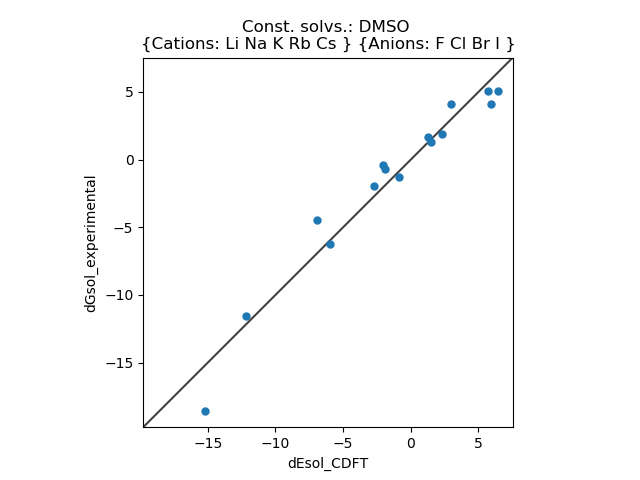 Const. solvs.: DMSO
{Cations: Li Na K Rb Cs } {Anions: F Cl Br I }
5
0
−5
−10
−15
dGsol_experimental
−15 −10 −5 0 5
dEsol_CDFT